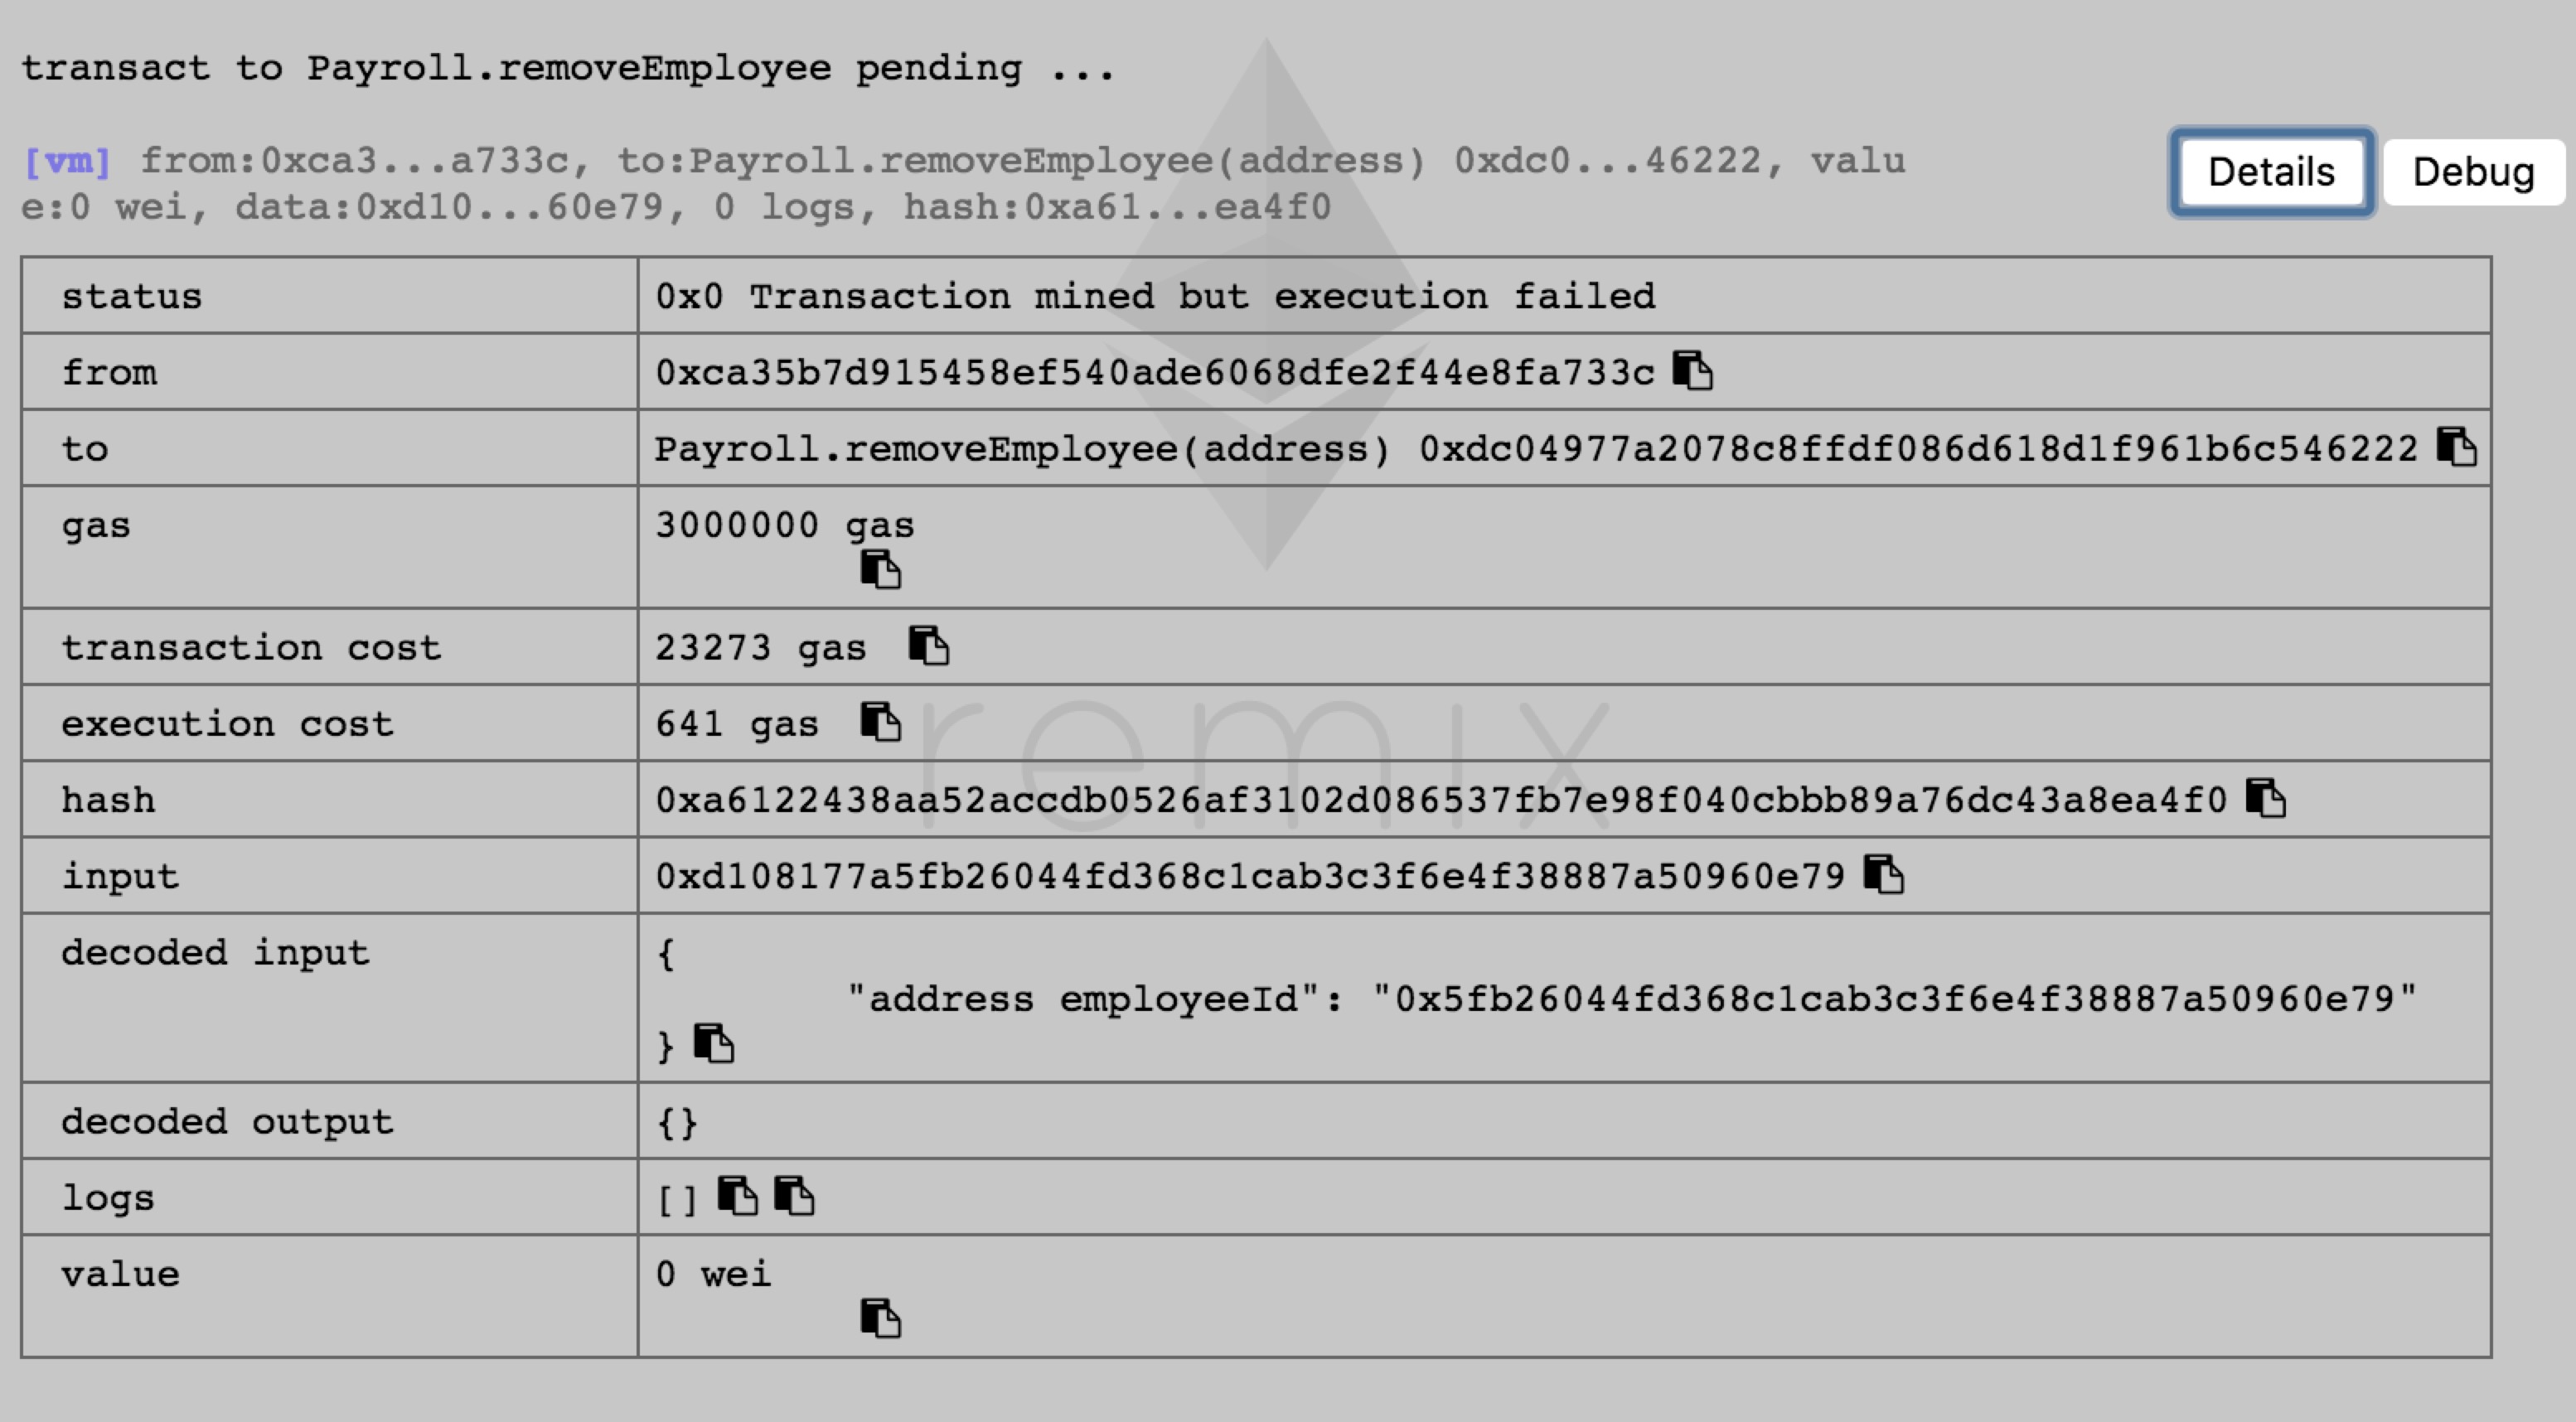 transact to Payroll.removeEmployee pending ...
[vm] from:0xca3...a733c, to:Payroll.removeEmployee(address) 0xdc0...46222, valu
e:0 wei, data:0xd10...60e79, 0 logs, hash:0xa61...ea4f0
Details
Debug
status 0x0 Transaction mined but execution failed
from 0xca35b7d915458ef540ade6068dfe2f44e8fa733c
to Payroll.removeEmployee(address) 0xdc04977a2078c8ffdf086d618d1f961b6c546222
gas 3000000 gas
transaction cost 23273 gas
execution cost 641 gas
remix
hash 0xa6122438aa52accdb0526af3102d086537fb7e98f040cbbb89a76dc43a8ea4f0
input 0xd108177a5fb26044fd368c1cab3c3f6e4f38887a50960e79
decoded input {
"address employeeId": "0x5fb26044fd368c1cab3c3f6e4f38887a50960e79"
}
decoded output {}
logs []
value 0 wei